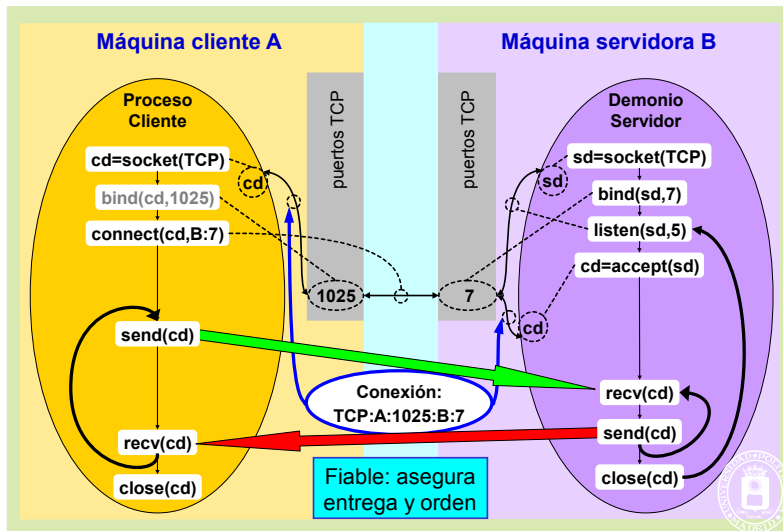 Máquina cliente A
Máquina servidora B
Proceso
Cliente
cd=socket(TCP)
bind(cd,1025)
connect(cd,B:7)
send(cd)
recv(cd)
close(cd)
cd
puertos TCP
1025
puertos TCP
7
sd
cd
Demonio
Servidor
sd=socket(TCP)
bind(sd,7)
listen(sd,5)
cd=accept(sd)
recv(cd)
send(cd)
close(cd)
Conexión:
TCP:A:1025:B:7
Fiable: asegura
entrega y orden